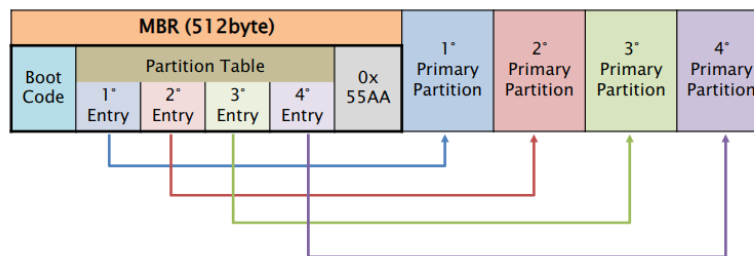 MBR (512byte)
Boot
Code
Partition Table
1°
Entry
2°
Entry
3°
Entry
4°
Entry
0x
55AA
1°
Primary
Partition
2°
Primary
Partition
3°
Primary
Partition
4°
Primary
Partition